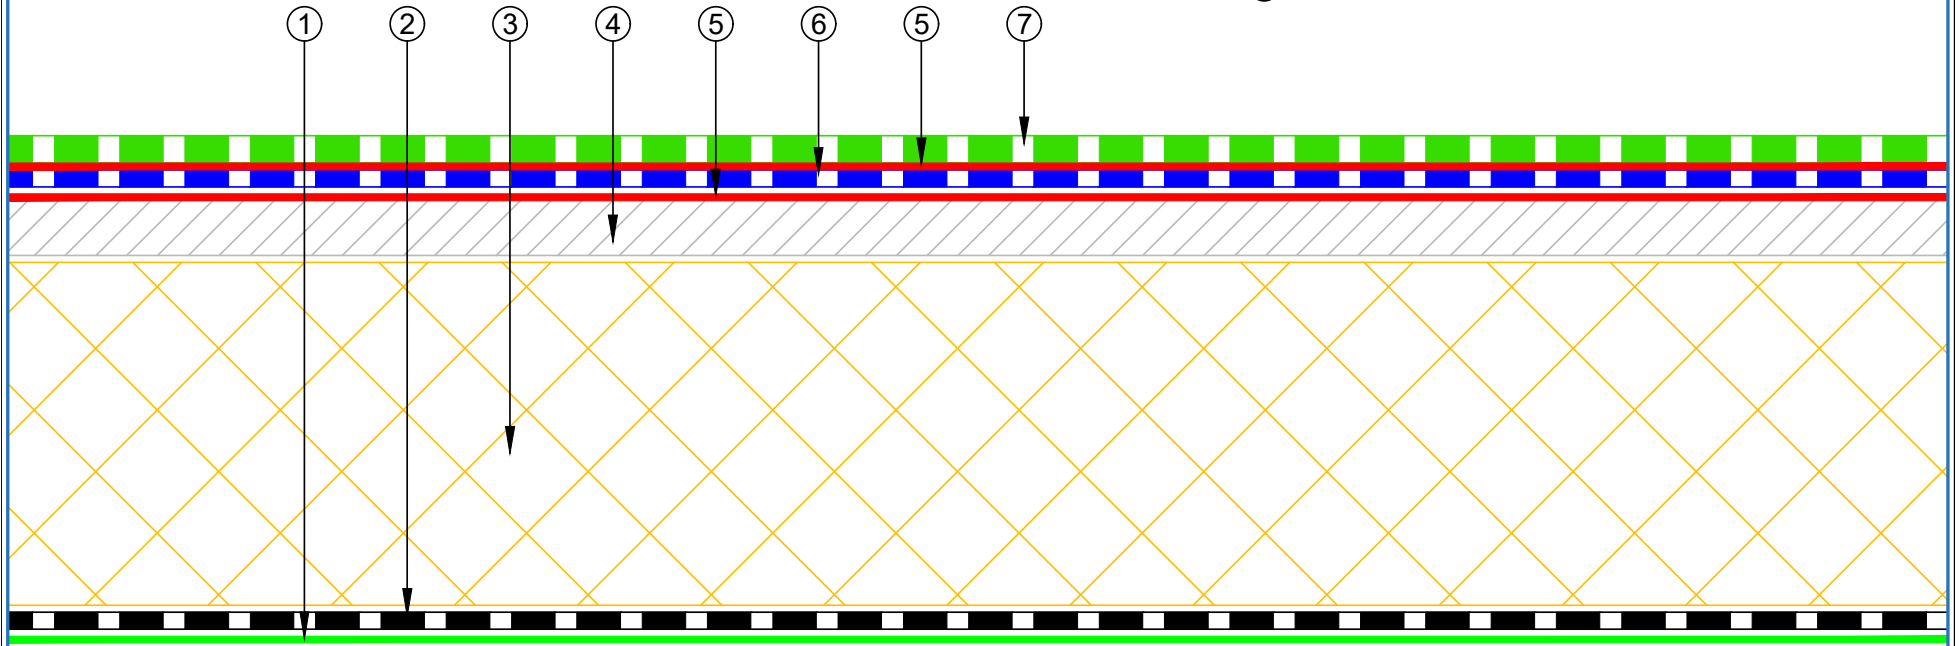 ① ② ③ ④ ⑤ ⑥ ⑤ ⑦